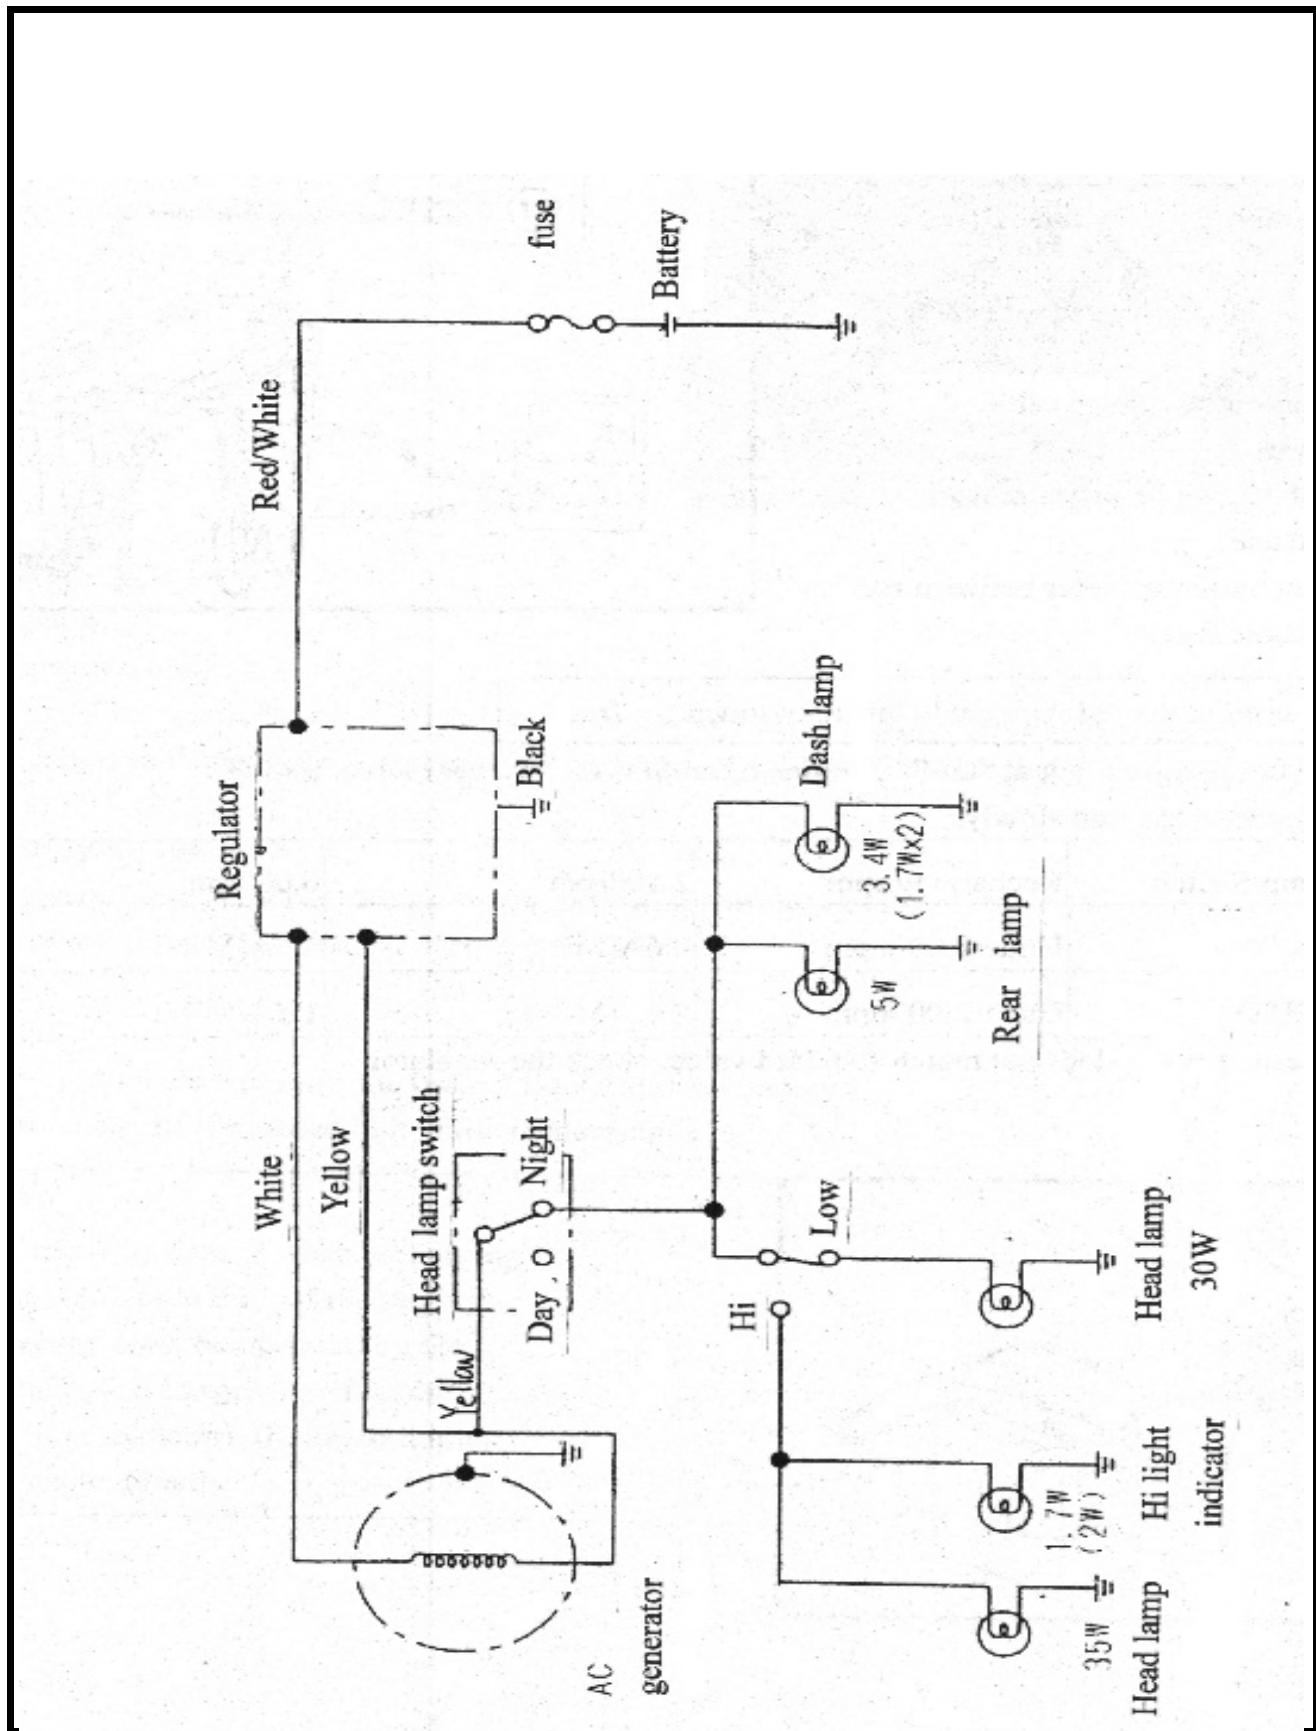 fuse
Battery
Red/White
Regulator
Black
Dash lamp
3.4W
(1.7W×2)
5W
Rear lamp
White
Yellow
Head lamp switch
Night
Day
Yellow
Low
Hi
Head lamp
30W
AC
generator
1.7W
(2W)
Hi light
indicator
35W
Head lamp